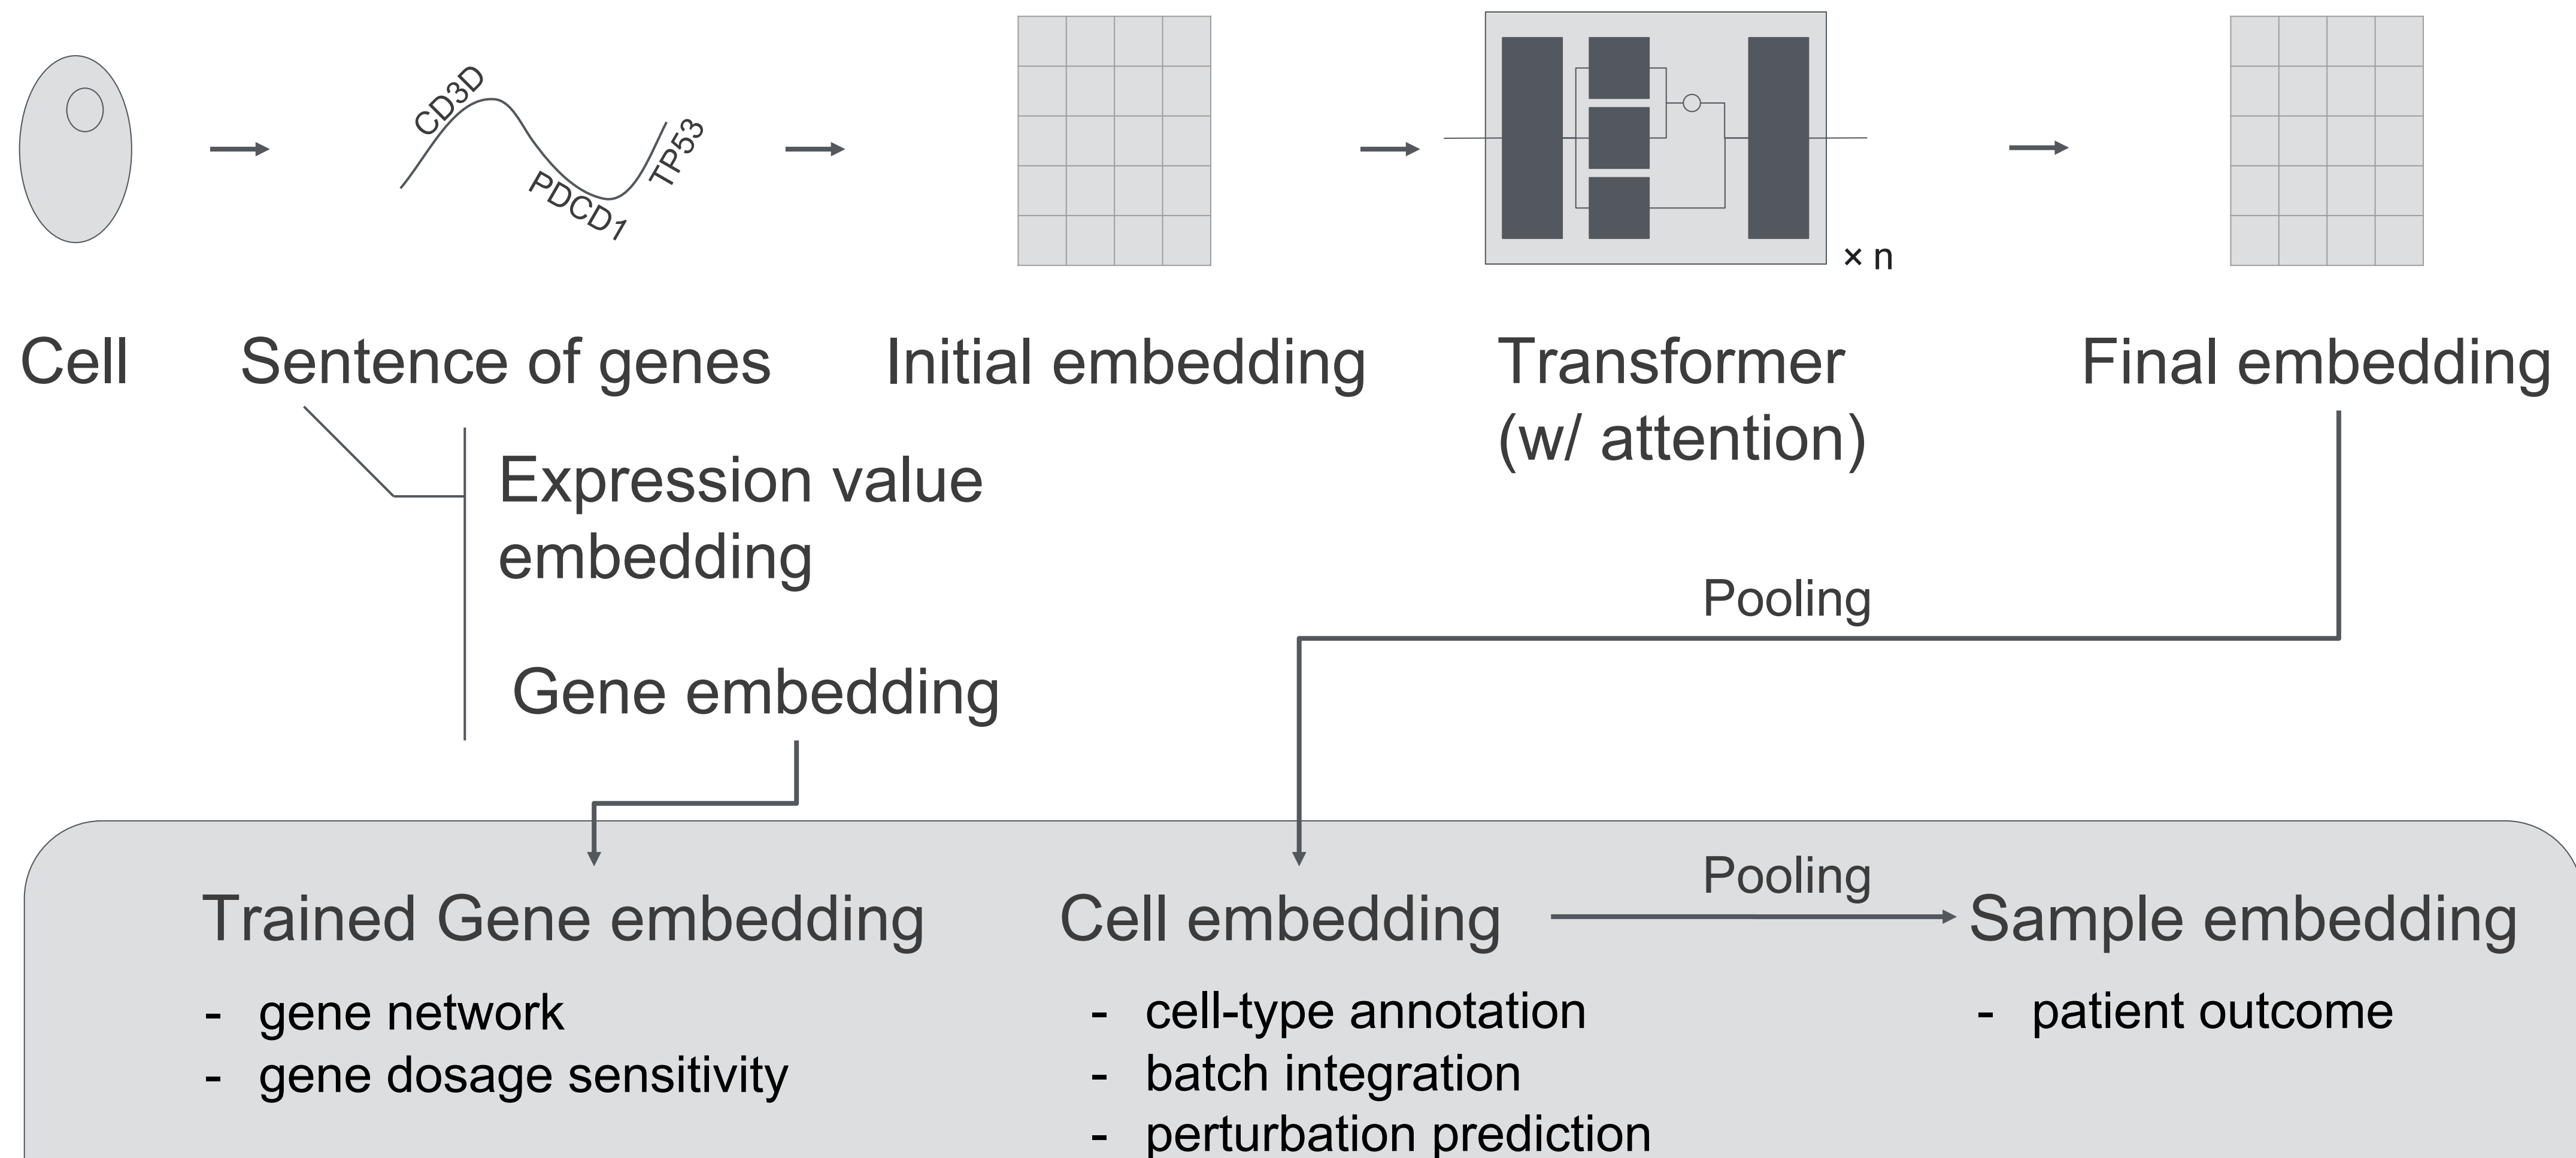 CD3D
PDCD1
TP53
× n
Cell
Sentence of genes
Initial embedding
Transformer
(w/ attention)
Final embedding
Expression value
embedding
Gene embedding
Pooling
Trained Gene embedding
- gene network
- gene dosage sensitivity
Cell embedding
- cell-type annotation
- batch integration
- perturbation prediction
Pooling
Sample embedding
- patient outcome